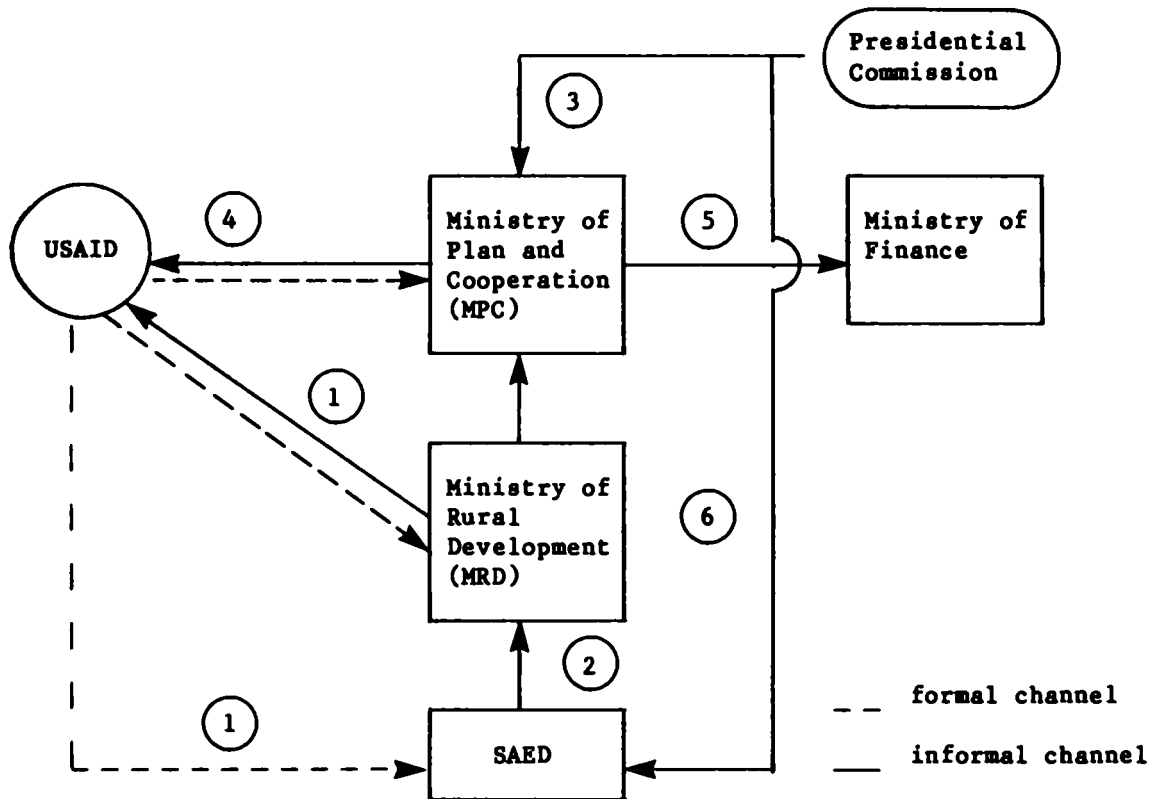 Presidential
Commission
3
4
Ministry of
Plan and
Cooperation
(MPC)
5
Ministry of
Finance
USAID
1
Ministry of
Rural
Development
(MRD)
6
2
1
SAED
formal channel
informal channel